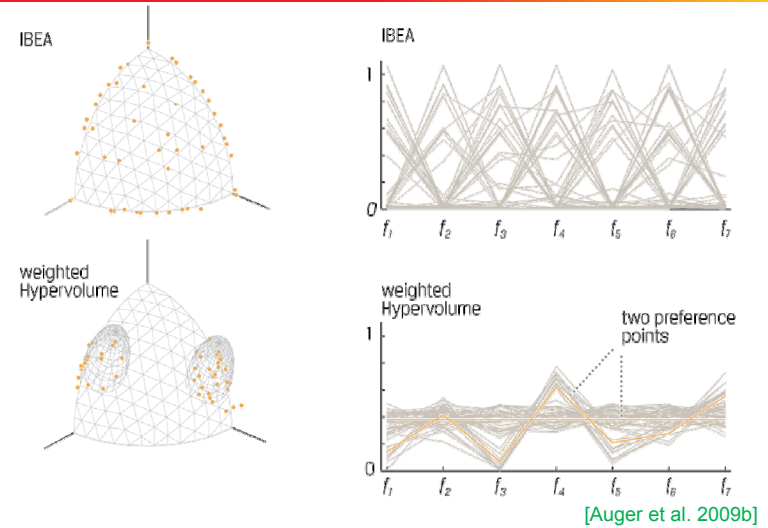 IBEA
IBEA
1
0
f1 f2 f3 f4 f5 f6 f7
weighted
Hypervolume
weighted
Hypervolume
two preference
points
1
0
f1 f2 f3 f4 f5 f6 f7
[Auger et al. 2009b]